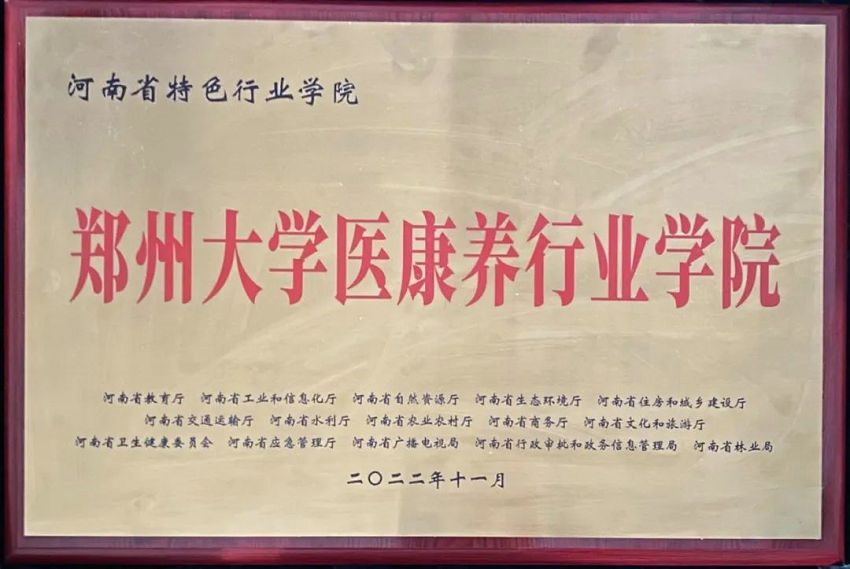 河南省特色行业学院
郑州大学医康养行业学院
河南省教育厅 河南省工业和信息化厅 河南省自然资源厅 河南省生态环境厅 河南省住房和城乡建设厅
河南省交通运输厅 河南省水利厅 河南省农业农村厅 河南省商务厅 河南省文化和旅游厅
河南省卫生健康委员会 河南省应急管理厅 河南省广播电视局 河南省行政审批和政务信息管理局 河南省林业局
二〇二二年十一月